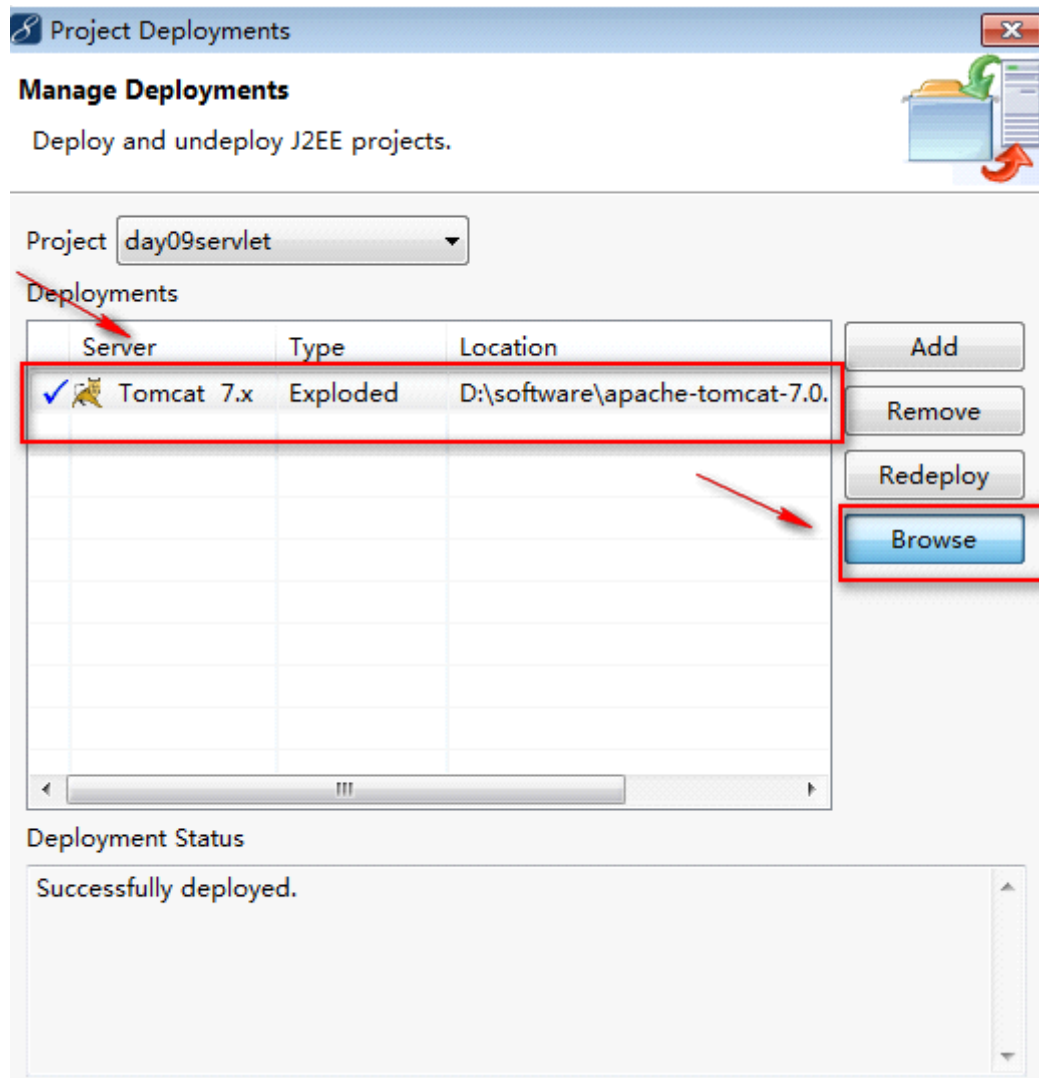 Project Deployments
Manage Deployments
Deploy and undeploy J2EE projects.
Project day09servlet
Deployments
Server Type Location Add
Tomcat 7.x Exploded D:\software\apache-tomcat-7.0. Remove
Redeploy
Browse
Deployment Status
Successfully deployed.